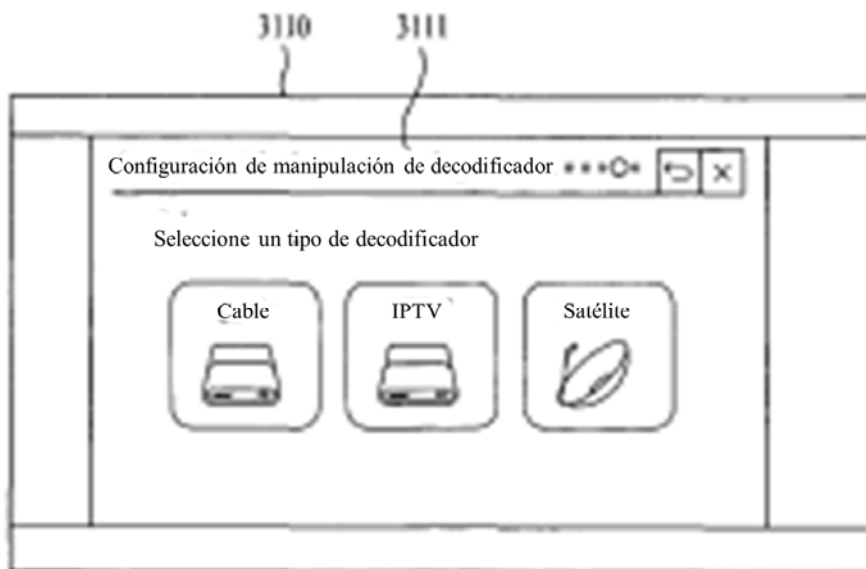 3110 3111
Configuración de manipulación de decodificador
Seleccione un tipo de decodificador
Cable IPTV Satélite